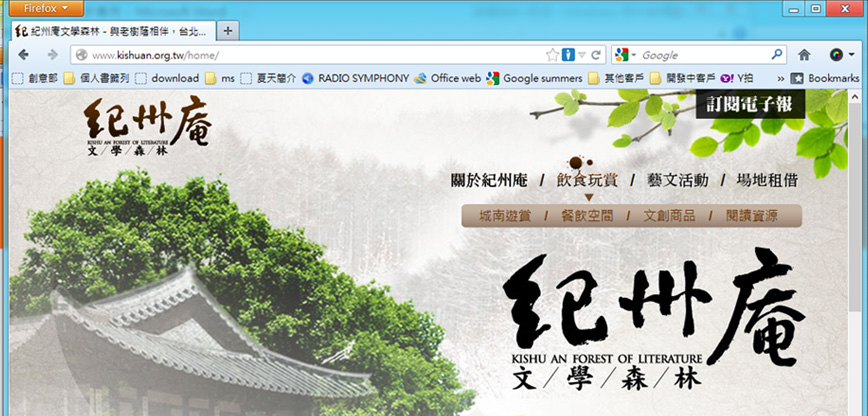 Firefox
紀州庵文學森林 - 與老樹蔭相伴，台北...
www.kishuan.org.tw/home/
Google
創意部 個人書籤列 download ms 夏天簡介 RADIO SYMPHONY Office web Google summers 其他客戶 開發中客戶 Y拍 » Bookmarks
訂閱電子報
紀州庵
KISHU AN FOREST OF LITERATURE
文/學/森/林
關於紀州庵 / 飲食玩賞 / 藝文活動 / 場地租借
城南遊賞 / 餐飲空間 / 文創商品 / 閱讀資源
紀州庵
KISHU AN FOREST OF LITERATURE
文/學/森/林